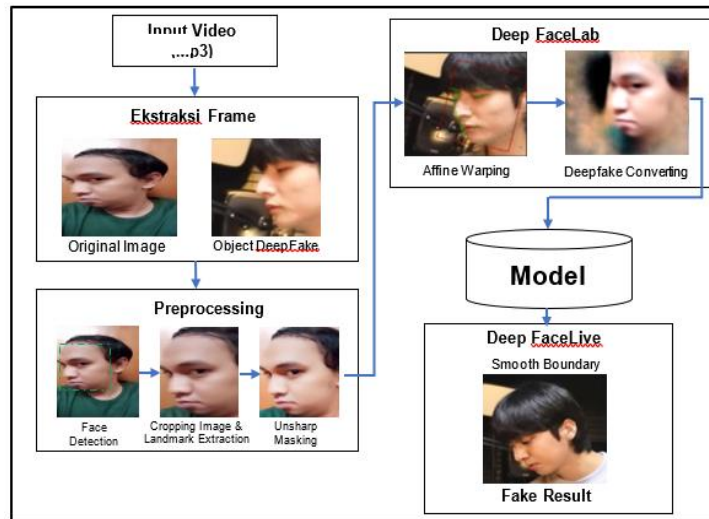 Input Video
Ekstraksi Frame
Original Image
Object DeepFake
Preprocessing
Face
Detection
Cropping Image &
Landmark Extraction
Unsharp
Masking
Deep FaceLab
Affine Warping
Deepfake Converting
Model
Deep FaceLive
Smooth Boundary
Fake Result